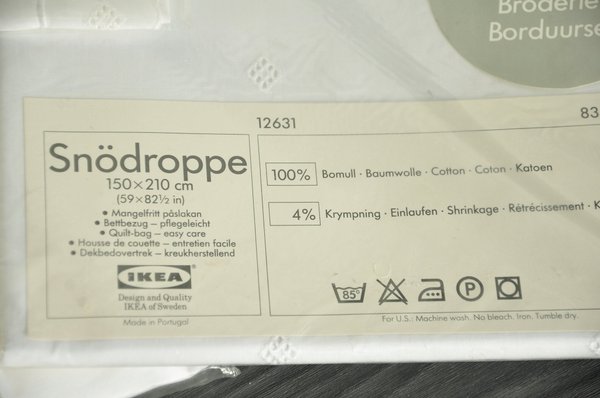 Broderie
Borduurse
12631
83
Snödroppe
150×210 cm
(59×82½ in)
• Mangelfritt påslakan
• Bettbezug – pflegeleicht
• Quilt-bag – easy care
• Housse de couette – entretien facile
• Dekbedovertrek – kreukherstellend
IKEA
Design and Quality
IKEA of Sweden
Made in Portugal
100% Bomull · Baumwolle · Cotton · Coton · Katoen
4% Krympning · Einlaufen · Shrinkage · Rétrécissement · K
85°
P
For U.S.: Machine wash. No bleach. Iron. Tumble dry.